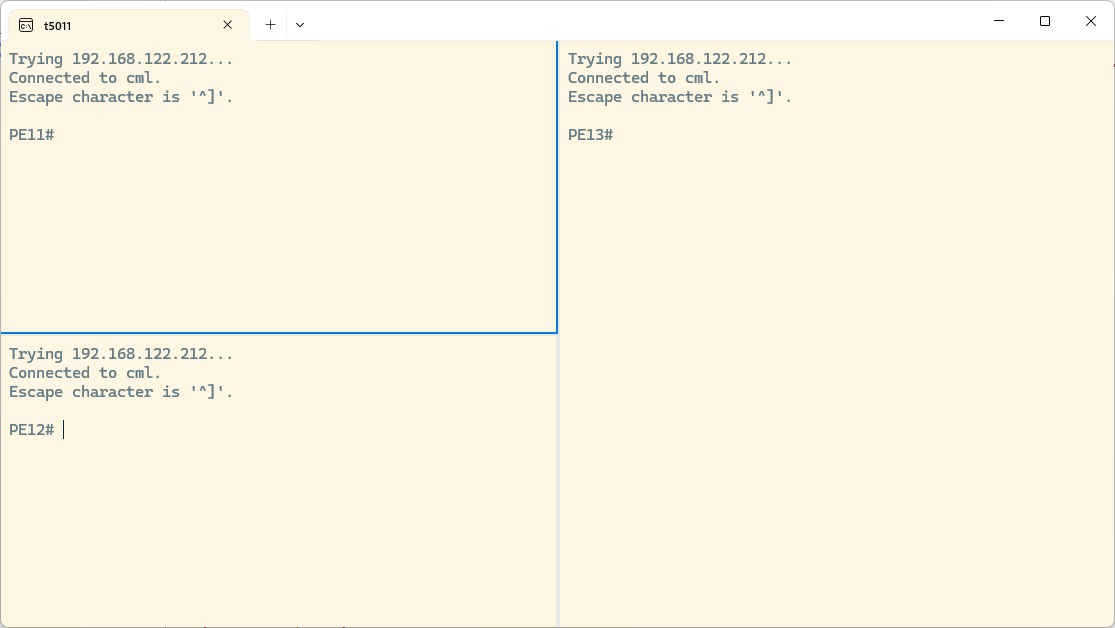 t5011
Trying 192.168.122.212...
Connected to cml.
Escape character is '^]'.
PE11#
Trying 192.168.122.212...
Connected to cml.
Escape character is '^]'.
PE12#
Trying 192.168.122.212...
Connected to cml.
Escape character is '^]'.
PE13#